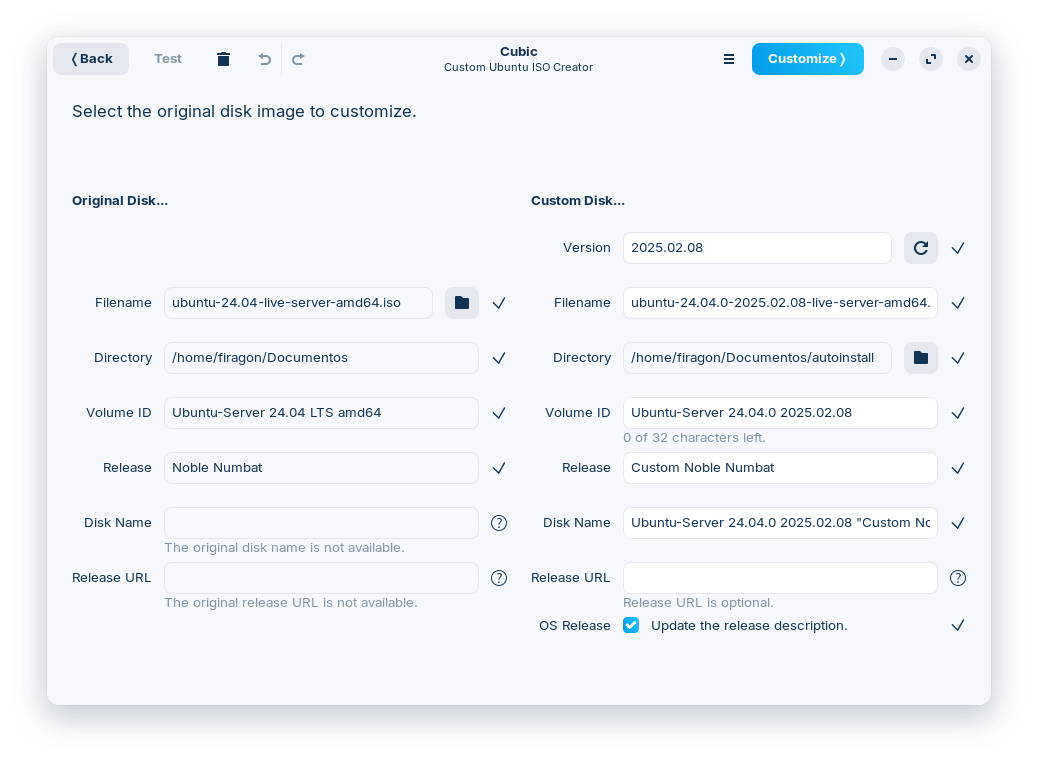 ⟨ Back
Test
Cubic
Custom Ubuntu ISO Creator
Customize ⟩
Select the original disk image to customize.
Original Disk...
Custom Disk...
Version 2025.02.08
Filename ubuntu-24.04-live-server-amd64.iso
Filename ubuntu-24.04.0-2025.02.08-live-server-amd64.
Directory /home/firagon/Documentos
Directory /home/firagon/Documentos/autoinstall
Volume ID Ubuntu-Server 24.04 LTS amd64
Volume ID Ubuntu-Server 24.04.0 2025.02.08
0 of 32 characters left.
Release Noble Numbat
Release Custom Noble Numbat
Disk Name
The original disk name is not available.
Disk Name Ubuntu-Server 24.04.0 2025.02.08 "Custom No
Release URL
The original release URL is not available.
Release URL
Release URL is optional.
OS Release Update the release description.